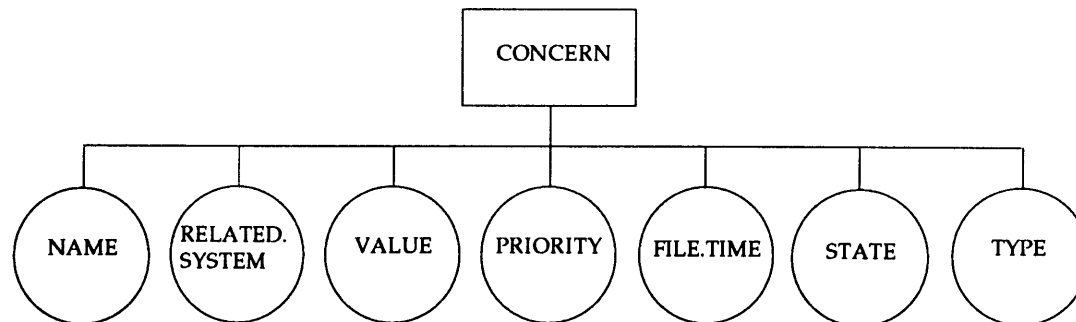 CONCERN
NAME
RELATED.
SYSTEM
VALUE
PRIORITY
FILE.TIME
STATE
TYPE